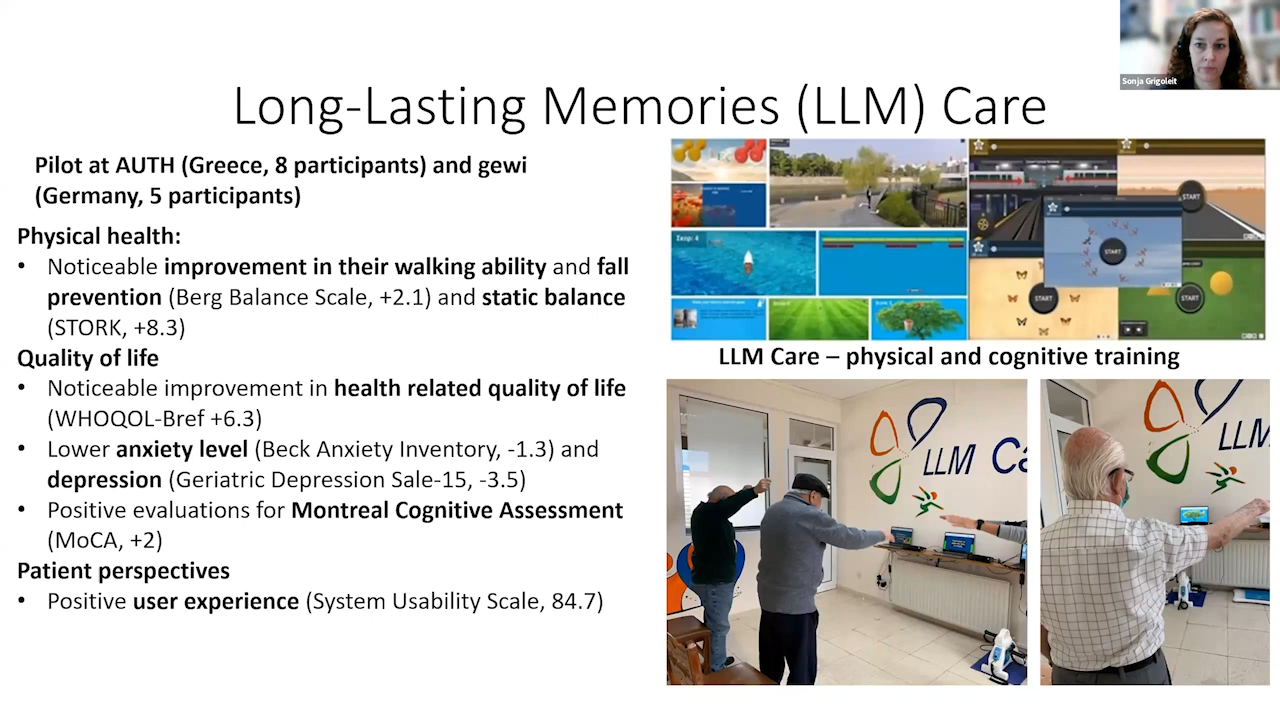 Sonja Grigoleit
Long-Lasting Memories (LLM) Care
Pilot at AUTH (Greece, 8 participants) and gewi
(Germany, 5 participants)
Physical health:
• Noticeable improvement in their walking ability and fall
prevention (Berg Balance Scale, +2.1) and static balance
(STORK, +8.3)
Quality of life
• Noticeable improvement in health related quality of life
(WHOQOL-Bref +6.3)
• Lower anxiety level (Beck Anxiety Inventory, -1.3) and
depression (Geriatric Depression Sale-15, -3.5)
• Positive evaluations for Montreal Cognitive Assessment
(MoCA, +2)
Patient perspectives
• Positive user experience (System Usability Scale, 84.7)
START
START
START
START
LLM Care – physical and cognitive training
LLM Ca
LLM